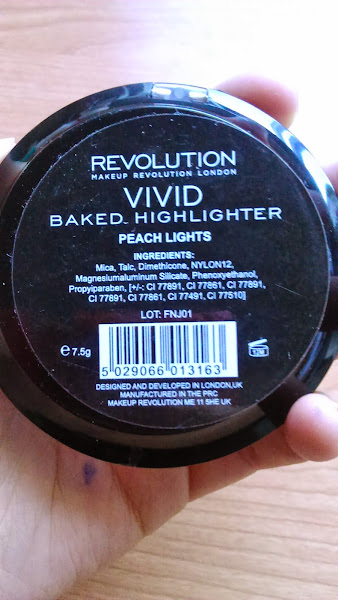 REVOLUTION
MAKEUP REVOLUTION LONDON
VIVID
BAKED HIGHLIGHTER
PEACH LIGHTS
INGREDIENTS:
Mica, Talc, Dimethicone, NYLON12,
Magnesiumaluminum Silicate, Phenoxyethanol,
Propylparaben, [+/-: CI 77891, CI 77861, CI 77891,
CI 77891, CI 77861, CI 77491, CI 77510]
LOT: FNJ01
e 7.5g
5 029066 013163
12M
DESIGNED AND DEVELOPED IN LONDON,UK
MANUFACTURED IN THE PRC
MAKEUP REVOLUTION ME 11 5HE UK